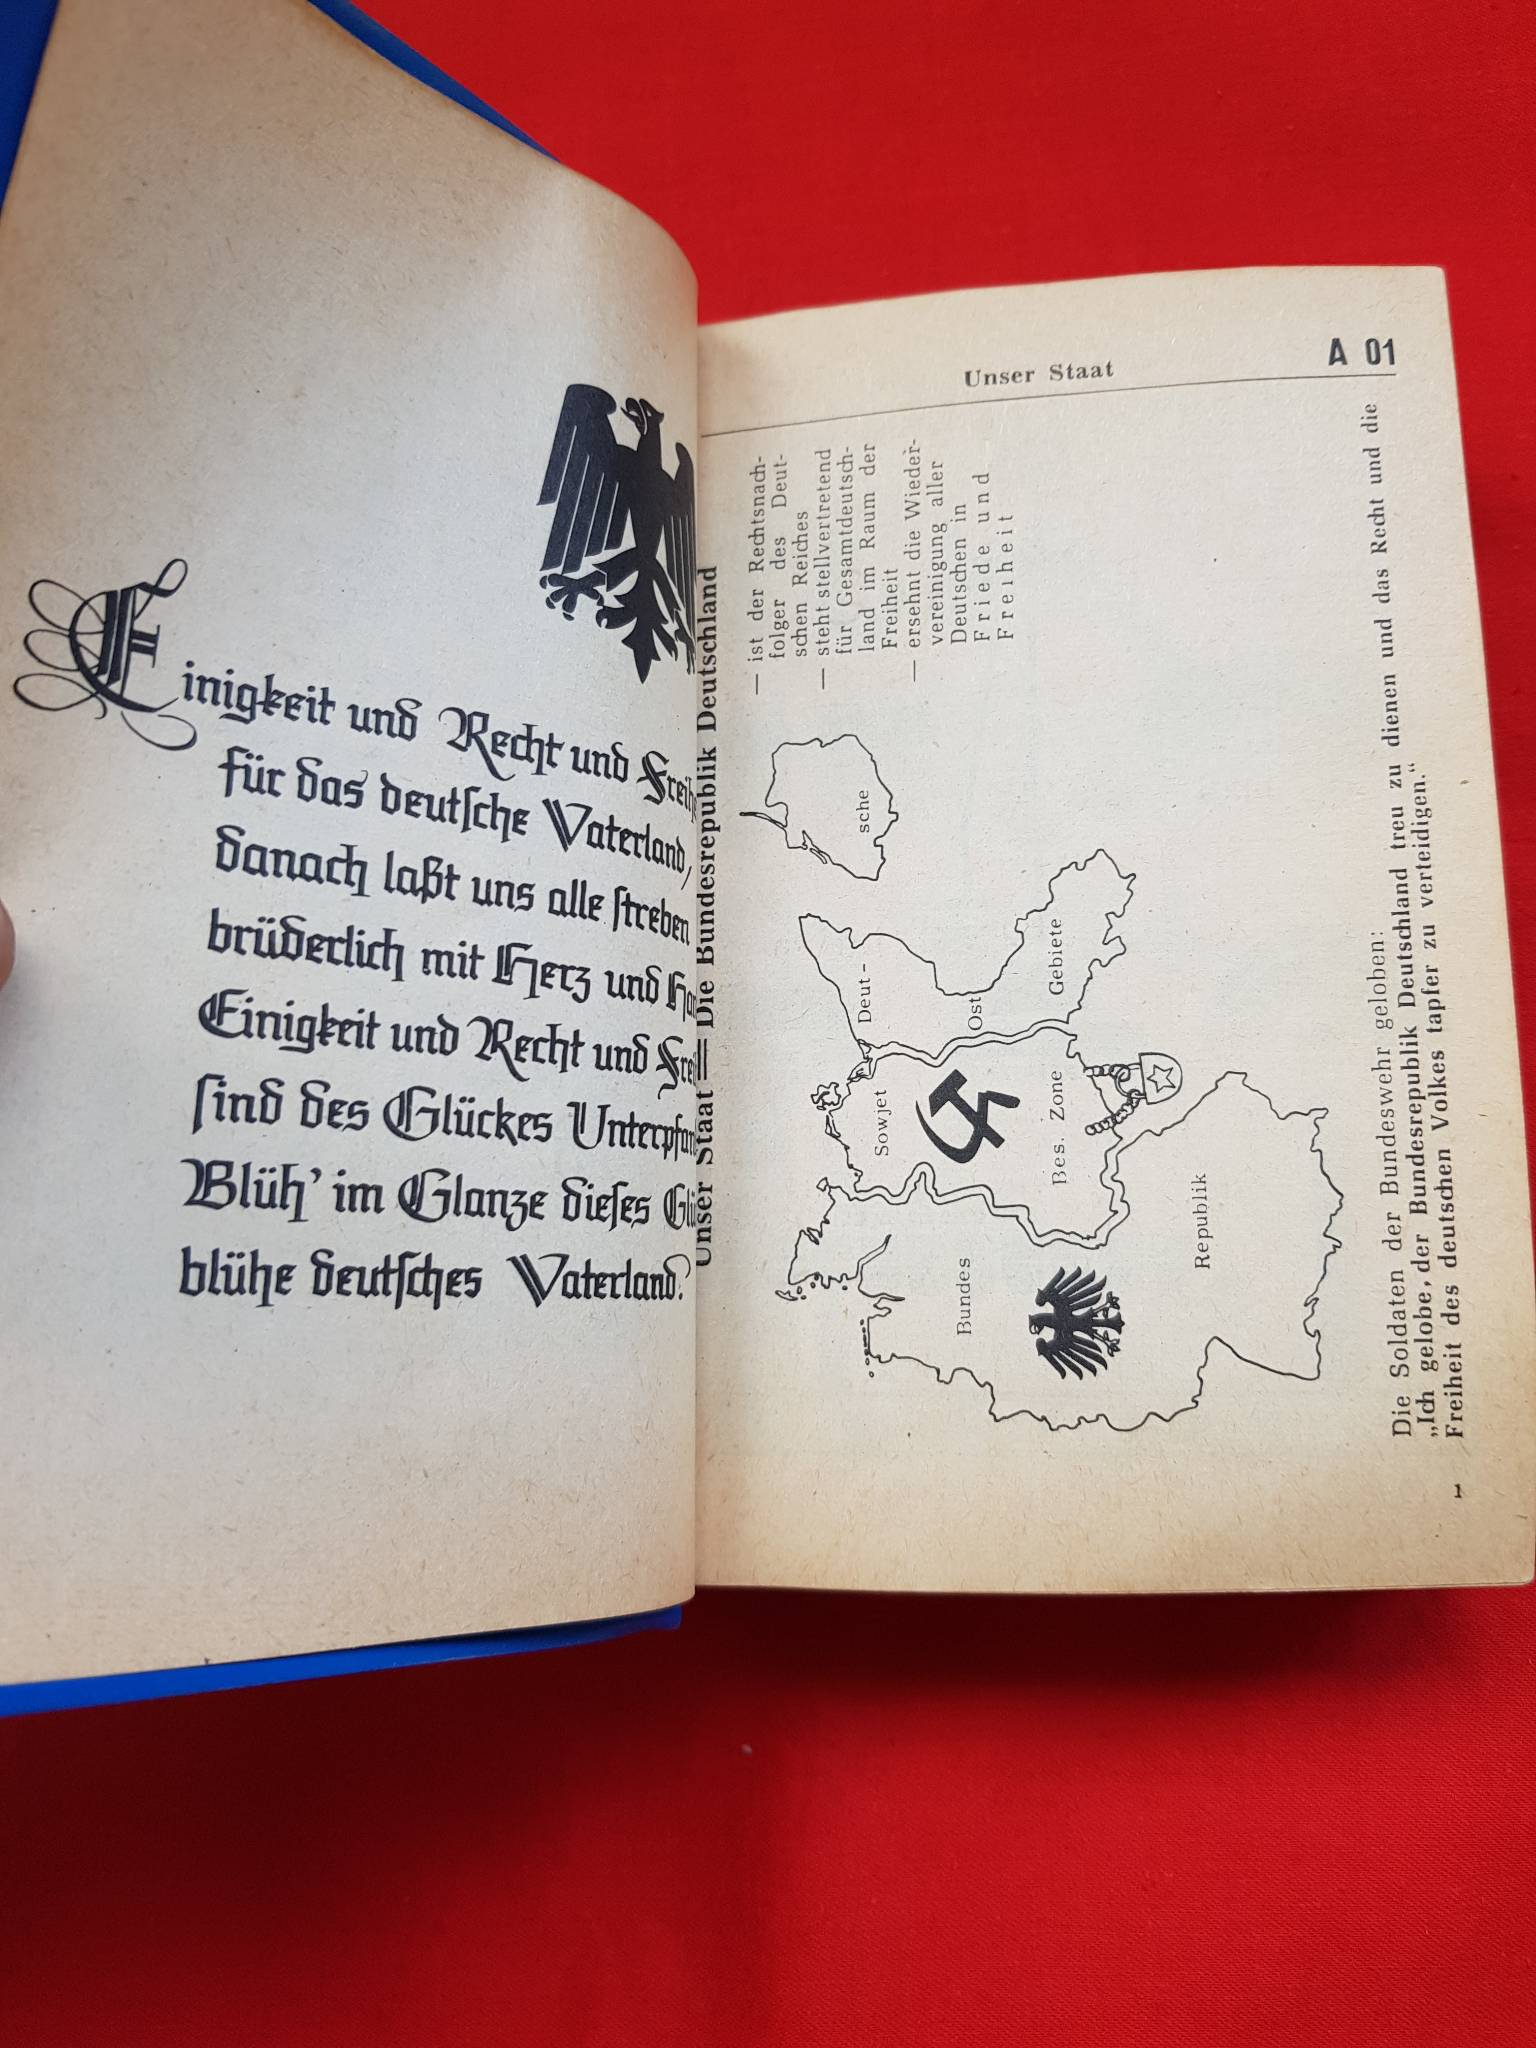 Einigkeit und Recht und Freih
für das deutsche Vaterland,
danach laßt uns alle streben
brüderlich mit Herz und Han
Einigkeit und Recht und Frei
sind des Glückes Unterpfan
Blüh' im Glanze dieses Glü
blühe deutsches Vaterland.
Unser Staat
A 01
Unser Staat = Die Bundesrepublik Deutschland
— ist der Rechtsnach-
folger des Deut-
schen Reiches
— steht stellvertretend
für Gesamtdeutsch-
land im Raum der
Freiheit
— ersehnt die Wieder-
vereinigung aller
Deutschen in
Friede und
Freiheit
Deut-
sche
Ost
Gebiete
Sowjet
Bes. Zone
Bundes
Republik
Die Soldaten der Bundeswehr geloben:
„Ich gelobe, der Bundesrepublik Deutschland treu zu dienen und das Recht und die
Freiheit des deutschen Volkes tapfer zu verteidigen.“
1